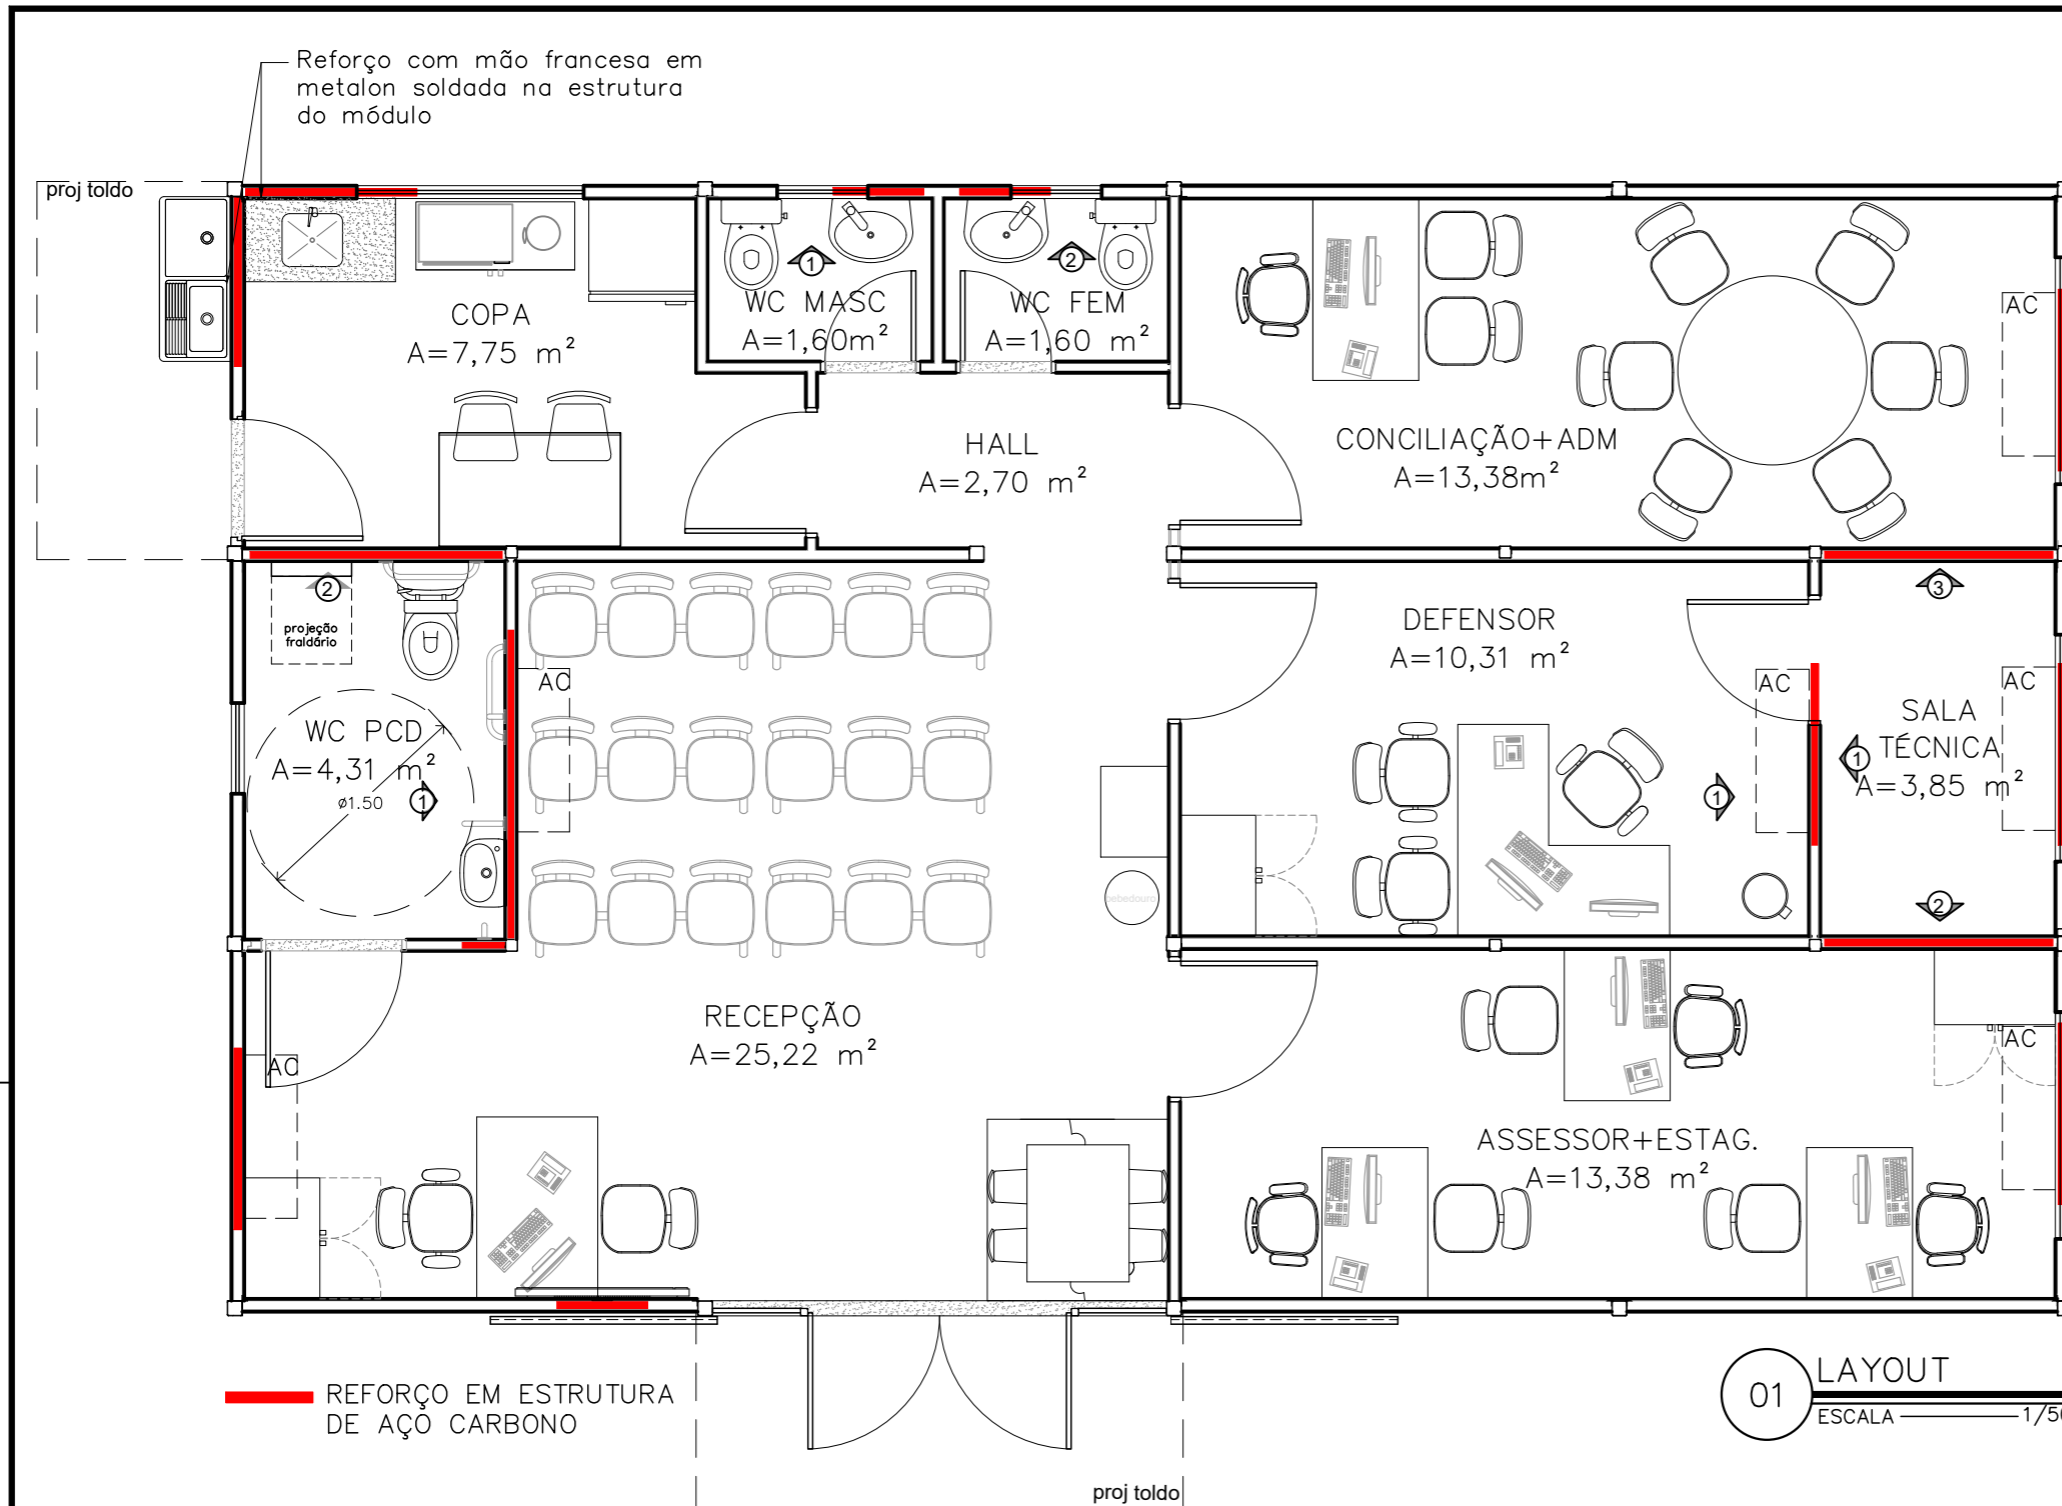 Reforço com mão francesa em
metalon soldada na estrutura
do módulo
proj toldo
COPA
A=7,75 m²
1
WC MASC
A=1,60m²
2
WC FEM
A=1,60 m²
HALL
A=2,70 m²
CONCILIAÇÃO+ADM
A=13,38m²
AC
2
projeção
fraldário
WC PCD
A=4,31 m²
ø1.50
1
AC
DEFENSOR
A=10,31 m²
AC
1
3
AC
SALA
TÉCNICA
A=3,85 m²
1
2
bebedouro
RECEPÇÃO
A=25,22 m²
AC
AC
ASSESSOR+ESTAG.
A=13,38 m²
REFORÇO EM ESTRUTURA
DE AÇO CARBONO
01
LAYOUT
ESCALA
1/50
proj toldo